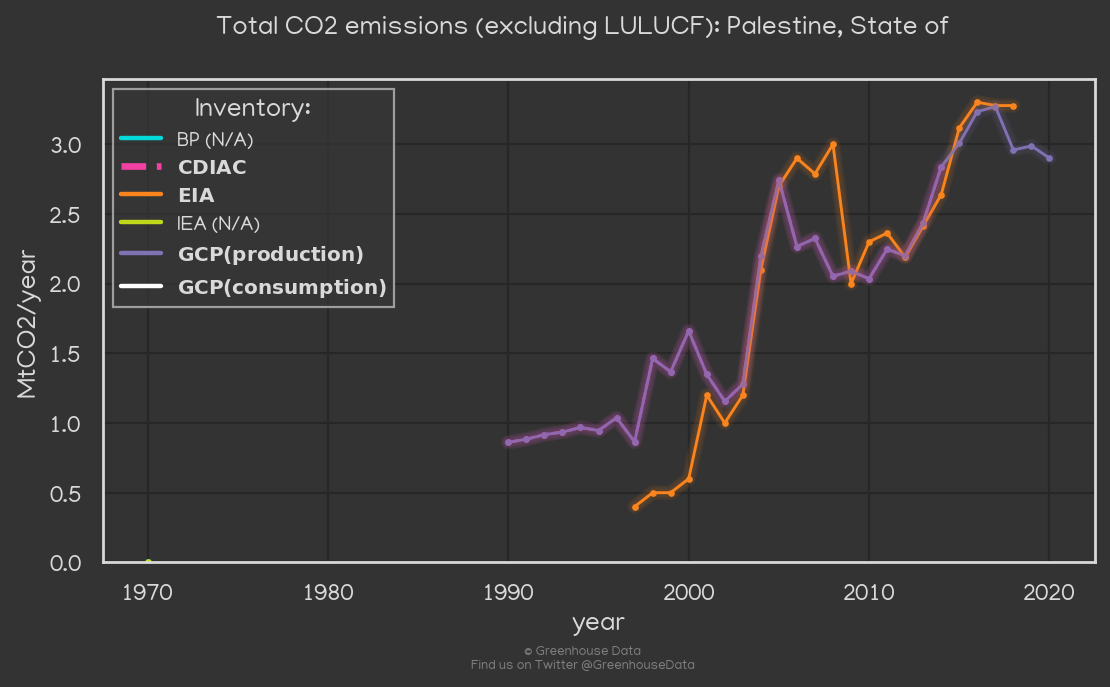 Total CO2 emissions (excluding LULUCF): Palestine, State of
Inventory:
BP (N/A)
CDIAC
EIA
IEA (N/A)
GCP(production)
GCP(consumption)
MtCO2/year
3.0
2.5
2.0
1.5
1.0
0.5
0.0
1970 1980 1990 2000 2010 2020
year
© Greenhouse Data
Find us on Twitter @GreenhouseData